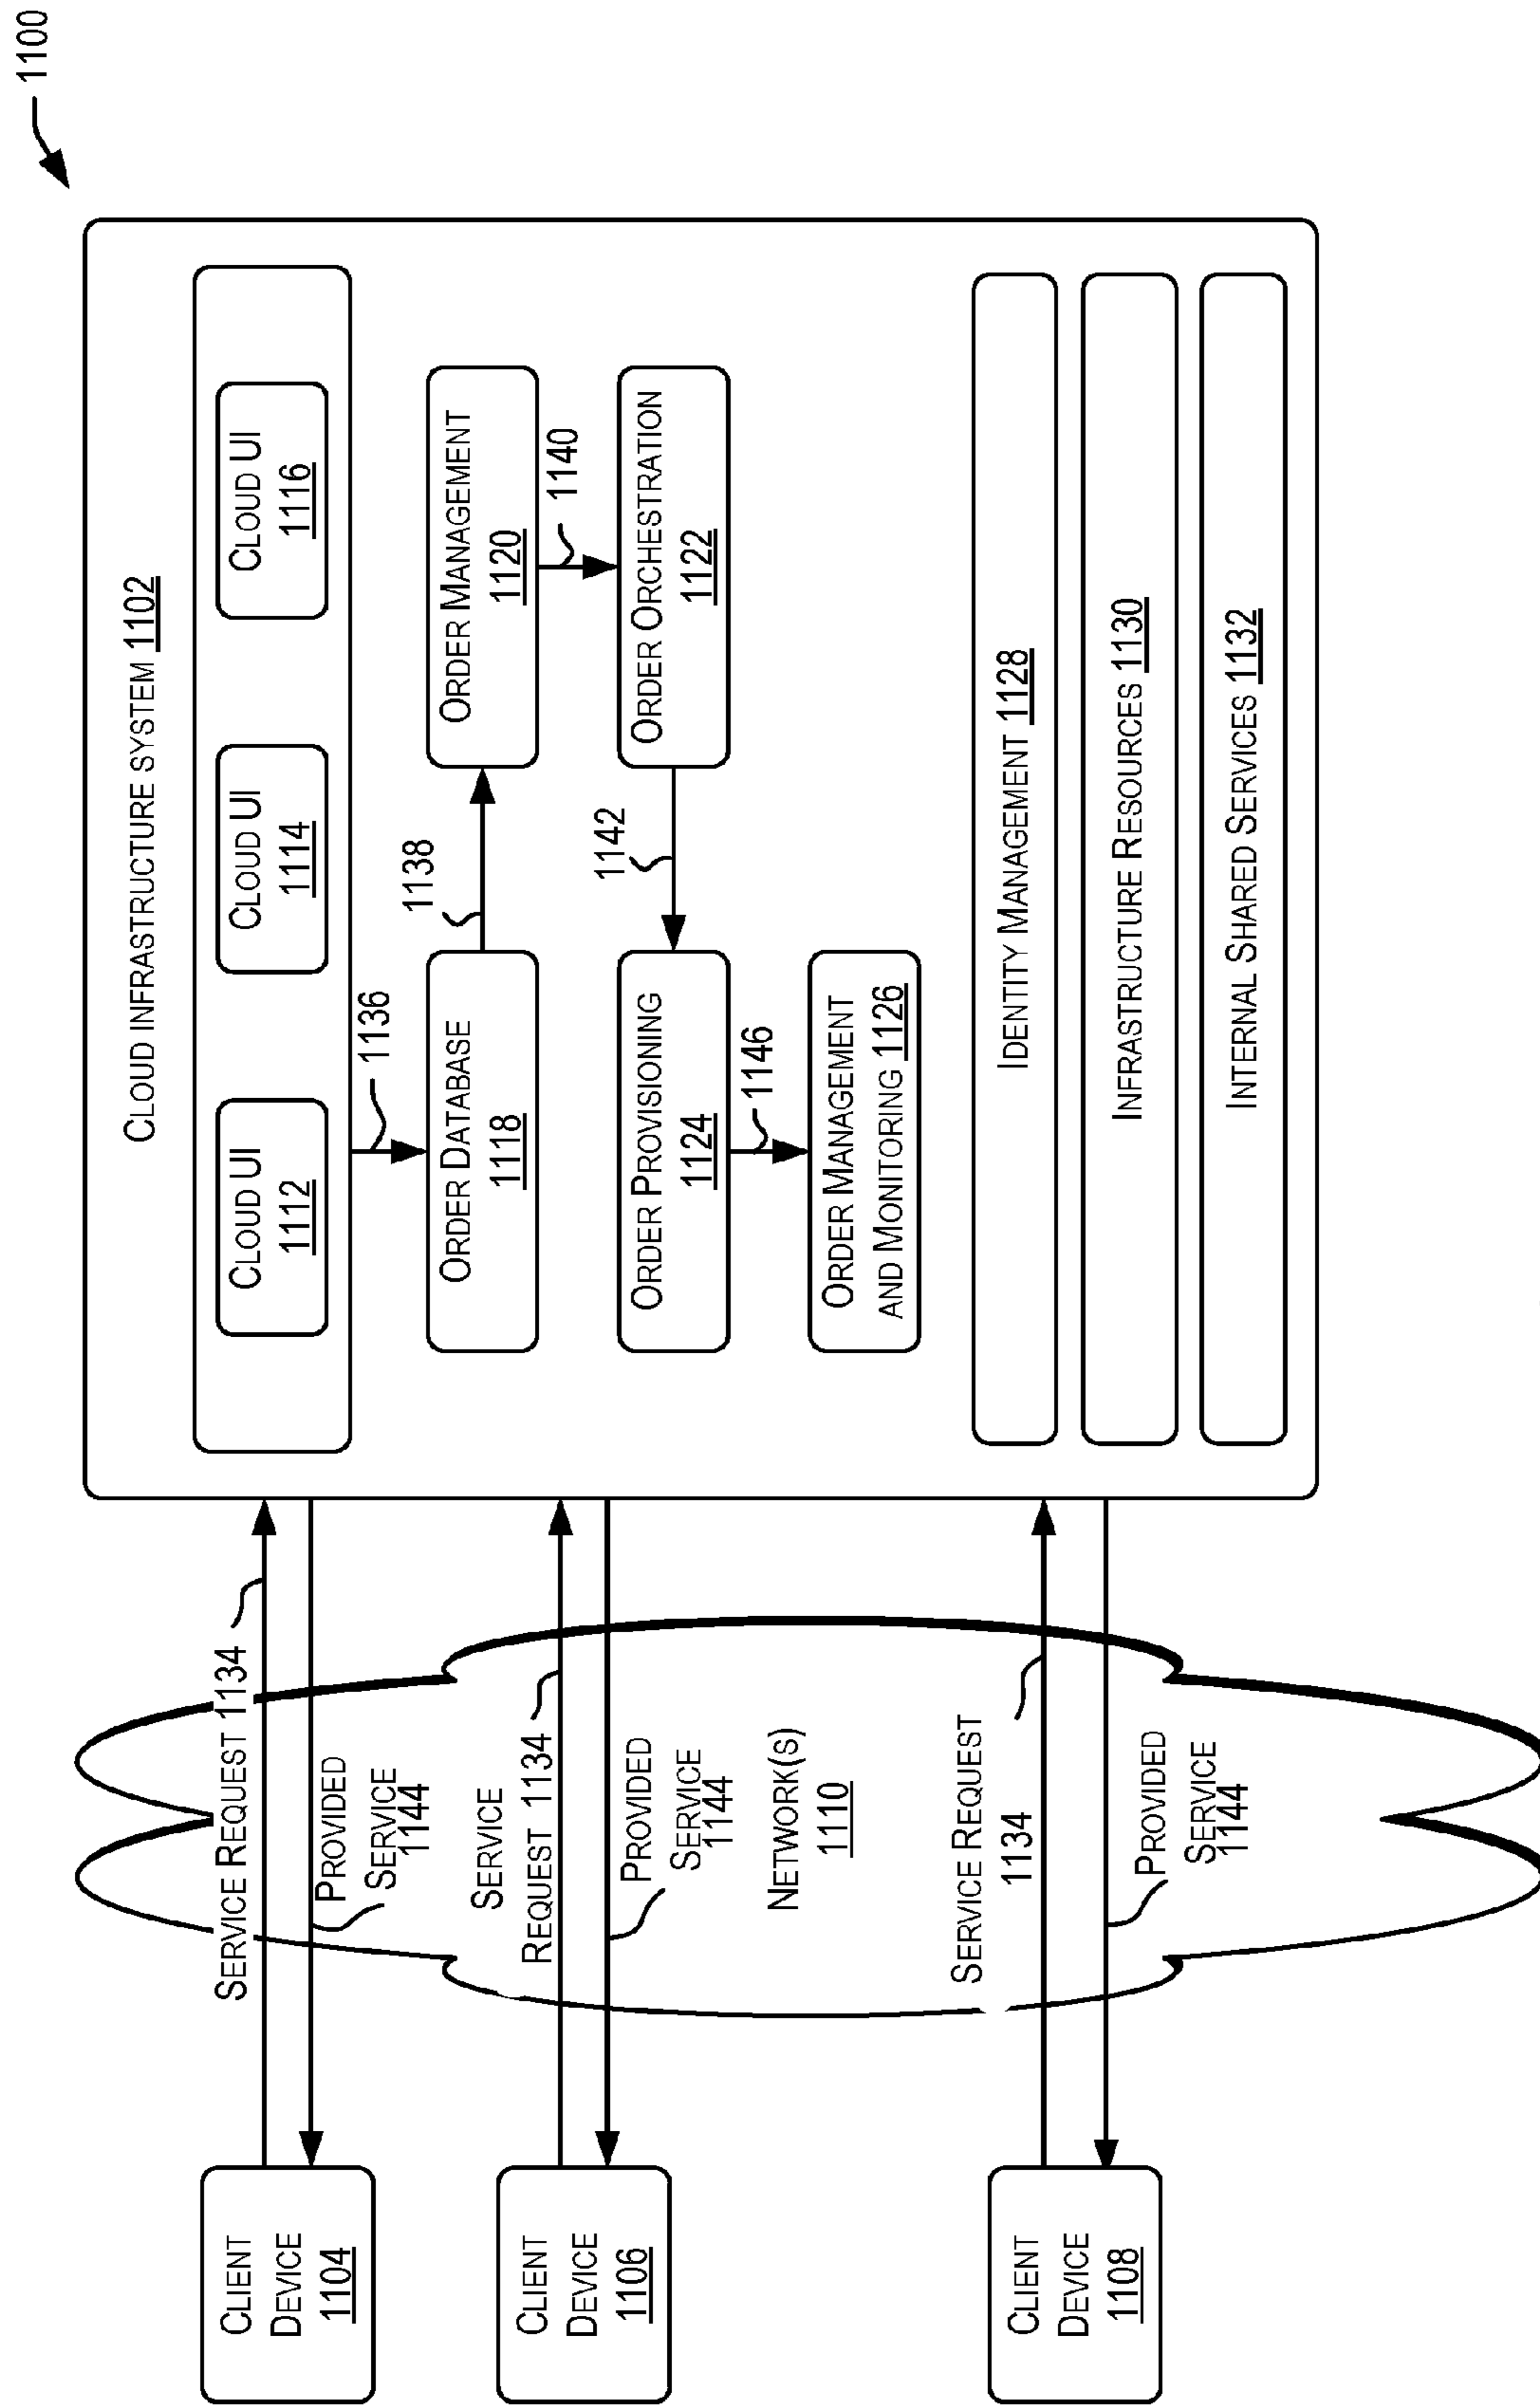 1100
CLOUD INFRASTRUCTURE SYSTEM 1102
CLOUD UI
1112
CLOUD UI
1114
CLOUD UI
1116
1136
ORDER DATABASE
1118
1138
ORDER MANAGEMENT
1120
1140
ORDER PROVISIONING
1124
1142
ORDER ORCHESTRATION
1122
1146
ORDER MANAGEMENT
AND MONITORING 1126
IDENTITY MANAGEMENT 1128
INFRASTRUCTURE RESOURCES 1130
INTERNAL SHARED SERVICES 1132
CLIENT
DEVICE
1104
SERVICE REQUEST 1134
PROVIDED
SERVICE
1144
CLIENT
DEVICE
1106
SERVICE
REQUEST 1134
PROVIDED
SERVICE
1144
NETWORK(S)
1110
CLIENT
DEVICE
1108
SERVICE REQUEST
1134
1134
PROVIDED
SERVICE
1144